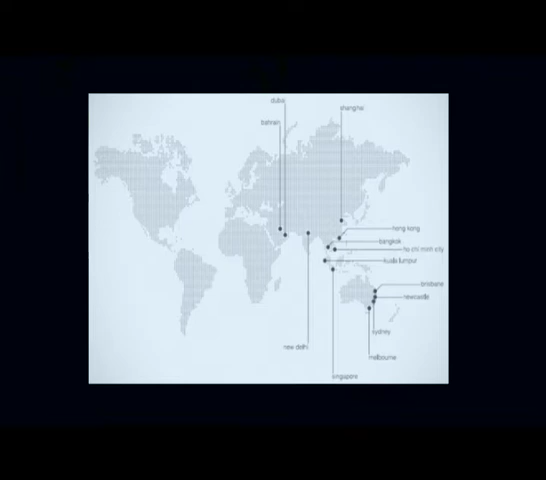 dubai
shanghai
bahrain
hong kong
bangkok
ho chi minh city
kuala lumpur
brisbane
newcastle
sydney
new delhi
melbourne
singapore